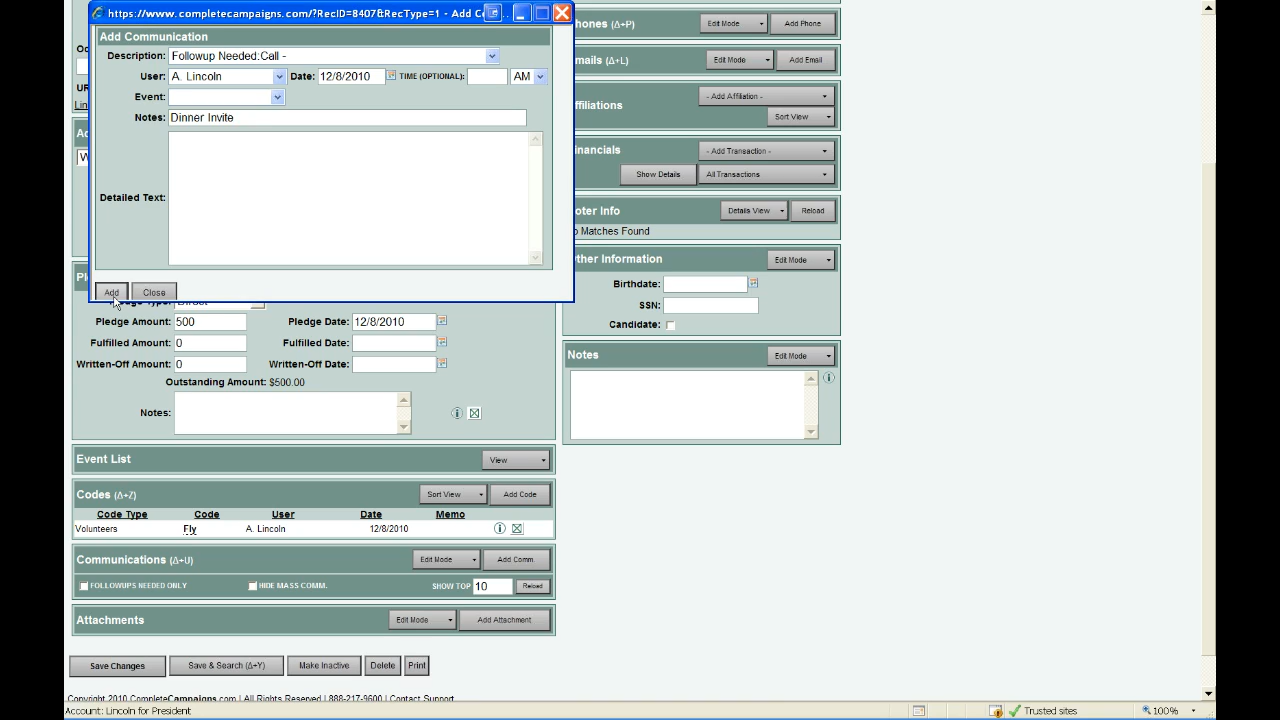 https://www.completecampaigns.com/?RecID=8407&RecType=1 - Add C
Add Communication
Description: Followup Needed:Call -
User: A. Lincoln Date: 12/8/2010 TIME (OPTIONAL): AM
Event:
Notes: Dinner Invite
Detailed Text:
Add Close
Pledge Amount: 500 Pledge Date: 12/8/2010
Fulfilled Amount: 0 Fulfilled Date:
Written-Off Amount: 0 Written-Off Date:
Outstanding Amount: $500.00
Notes:
Event List View
Codes (Δ+Z) Sort View Add Code
Code Type Code User Date Memo
Volunteers Fly A. Lincoln 12/8/2010
Communications (Δ+U) Edit Mode Add Comm
FOLLOWUPS NEEDED ONLY HIDE MASS COMM. SHOW TOP 10 Reload
Attachments Edit Mode Add Attachment
Save Changes Save & Search (Δ+Y) Make Inactive Delete Print
Copyright 2010 CompleteCampaigns.com | All Rights Reserved | 888-217-9600 | Contact Support
hones (Δ+P) Edit Mode Add Phone
mails (Δ+L) Edit Mode Add Email
ffiliations - Add Affiliation -
Sort View
inancials - Add Transaction -
Show Details All Transactions
oter Info Details View Reload
o Matches Found
ther Information Edit Mode
Birthdate:
SSN:
Candidate:
Notes Edit Mode
Account: Lincoln for President Trusted sites 100%